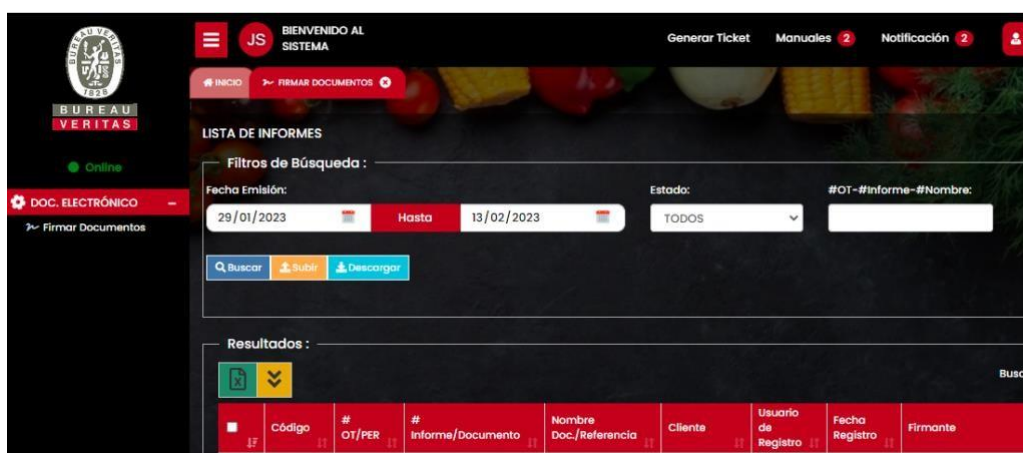 BUREAU VERITAS
1828
BUREAU
VERITAS
Online
DOC. ELECTRÓNICO
Firmar Documentos
JS
BIENVENIDO AL
SISTEMA
Generar Ticket
Manuales 2
Notificación 2
INICIO
FIRMAR DOCUMENTOS
LISTA DE INFORMES
Filtros de Búsqueda :
Fecha Emisión:
Estado:
#OT-#Informe-#Nombre:
29/01/2023
Hasta
13/02/2023
TODOS
Buscar
Subir
Descargar
Resultados :
Busc
Código
#
OT/PER
#
Informe/Documento
Nombre
Doc./Referencia
Cliente
Usuario
de
Registro
Fecha
Registro
Firmante